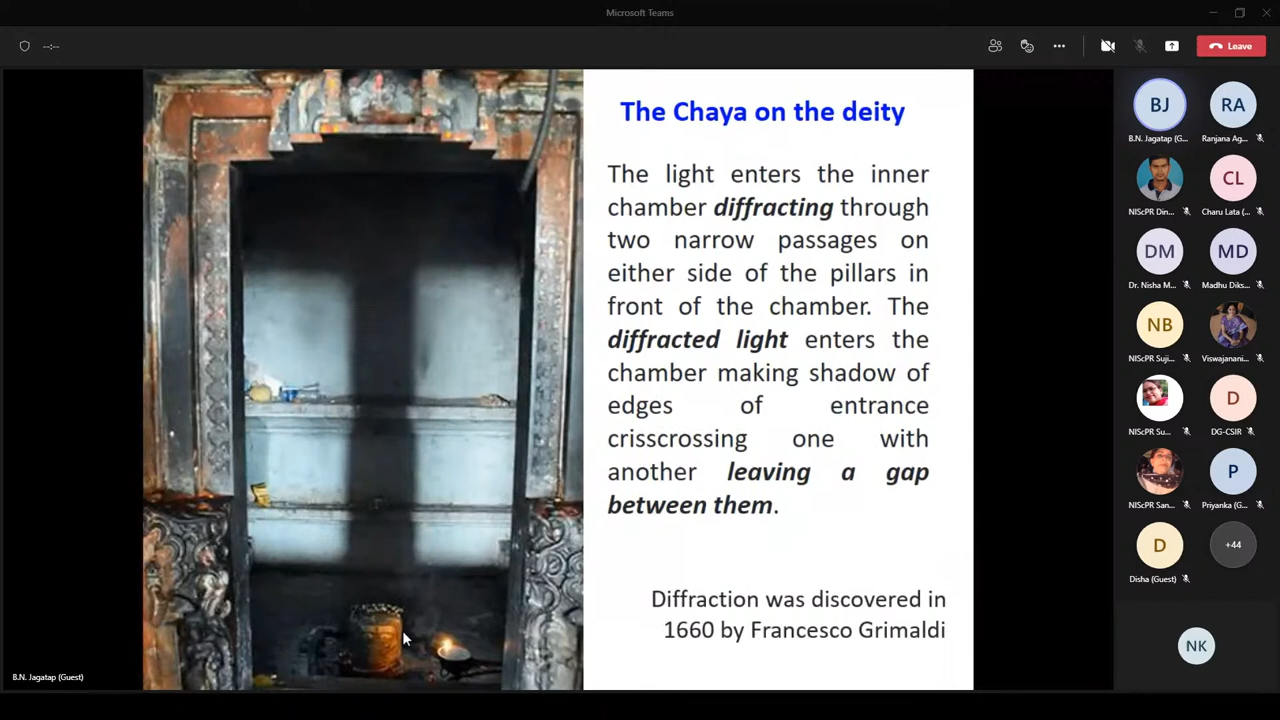 Microsoft Teams
--:--
Leave
The Chaya on the deity
The light enters the inner
chamber diffracting through
two narrow passages on
either side of the pillars in
front of the chamber. The
diffracted light enters the
chamber making shadow of
edges of entrance
crisscrossing one with
another leaving a gap
between them.
Diffraction was discovered in
1660 by Francesco Grimaldi
B.N. Jagatap (Guest)
BJ RA
B.N. Jagatap (G... Ranjana Ag...
CL
NIScPR Din... Charu Lata (...
DM MD
Dr. Nisha M... Madhu Diks...
NB
NIScPR Suji... Viswajanani...
D
NIScPR Su... DG-CSIR
P
NIScPR San... Priyanka (G...
D +44
Disha (Guest)
NK